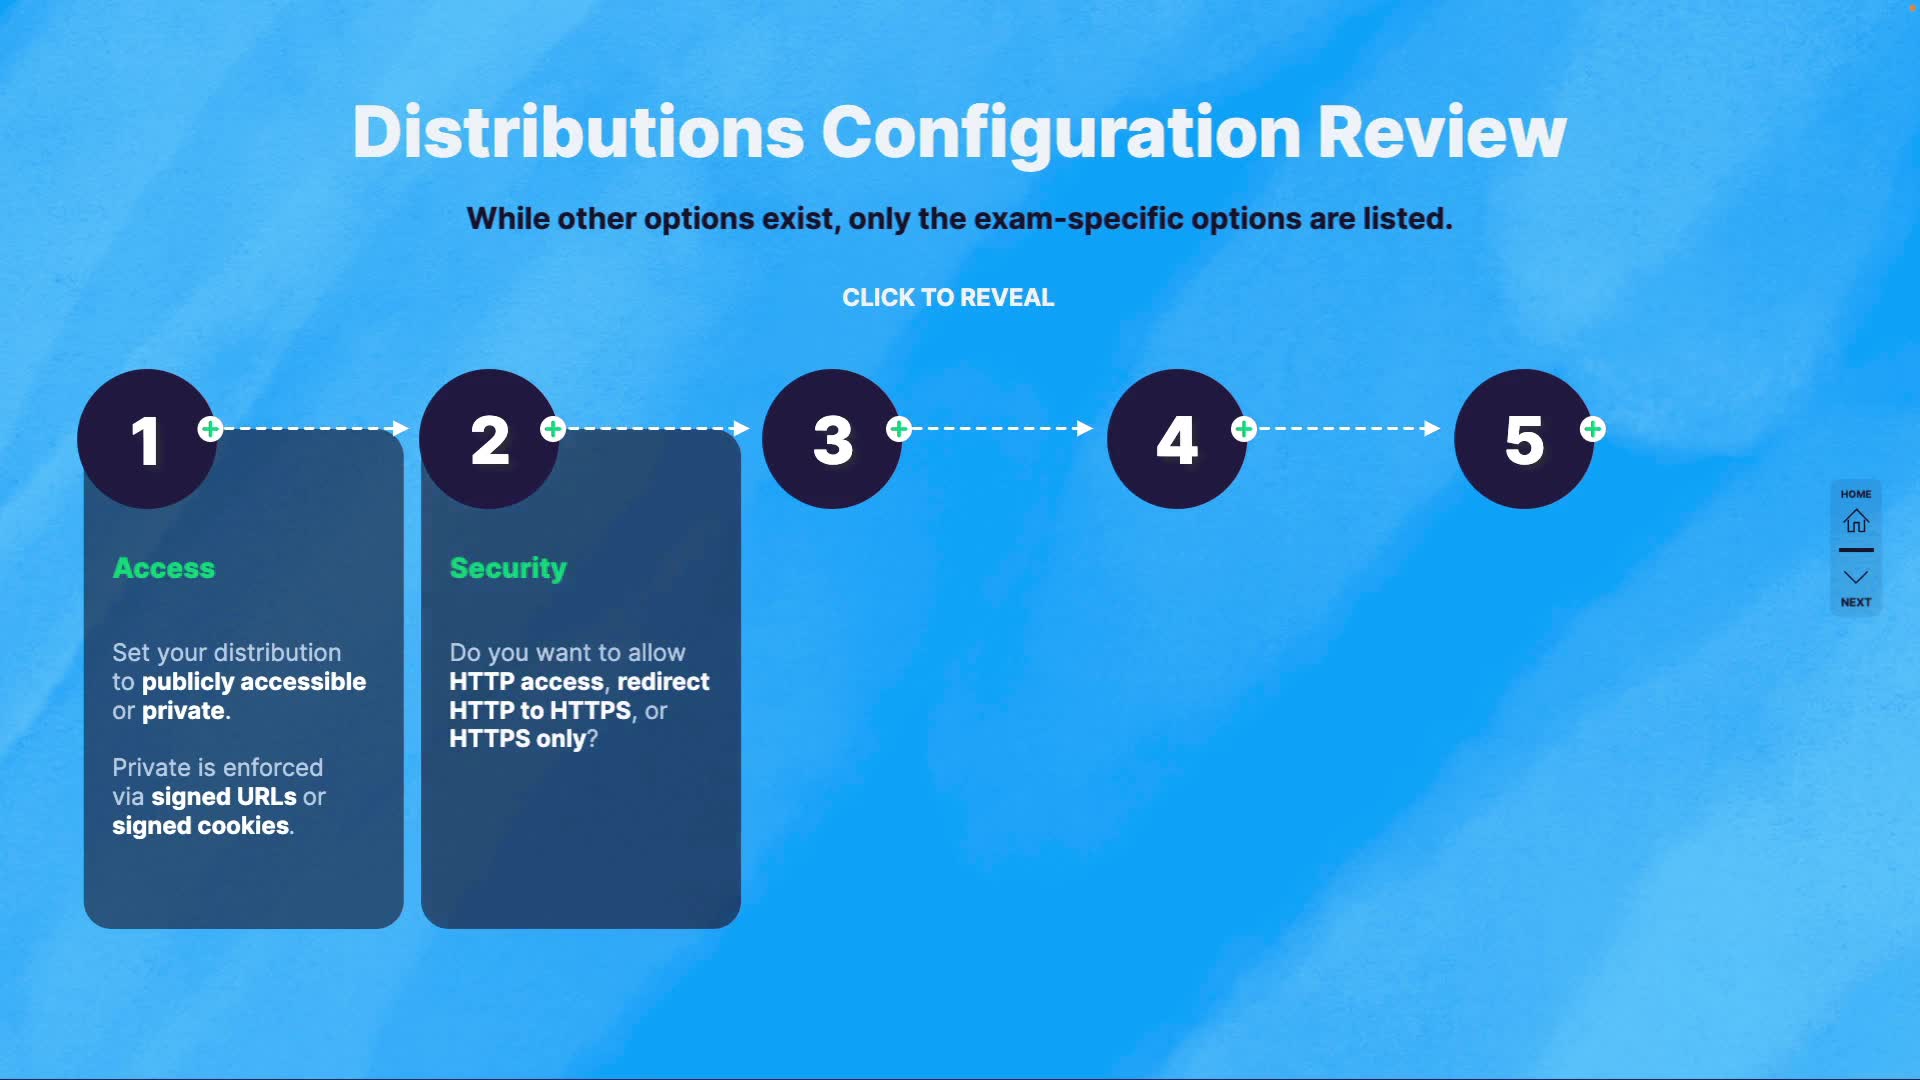 Distributions Configuration Review
While other options exist, only the exam-specific options are listed.
CLICK TO REVEAL
1
2
3
4
5
Access
Set your distribution
to publicly accessible
or private.
Private is enforced
via signed URLs or
signed cookies.
Security
Do you want to allow
HTTP access, redirect
HTTP to HTTPS, or
HTTPS only?
HOME
NEXT